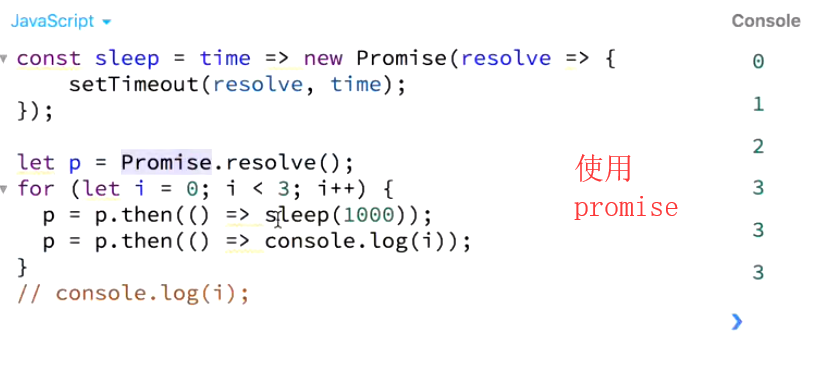 JavaScript
Console
const sleep = time => new Promise(resolve => {
    setTimeout(resolve, time);
});
let p = Promise.resolve();
for (let i = 0; i < 3; i++) {
  p = p.then(() => sleep(1000));
  p = p.then(() => console.log(i));
}
// console.log(i);
使用
promise
0
1
2
3
3
3